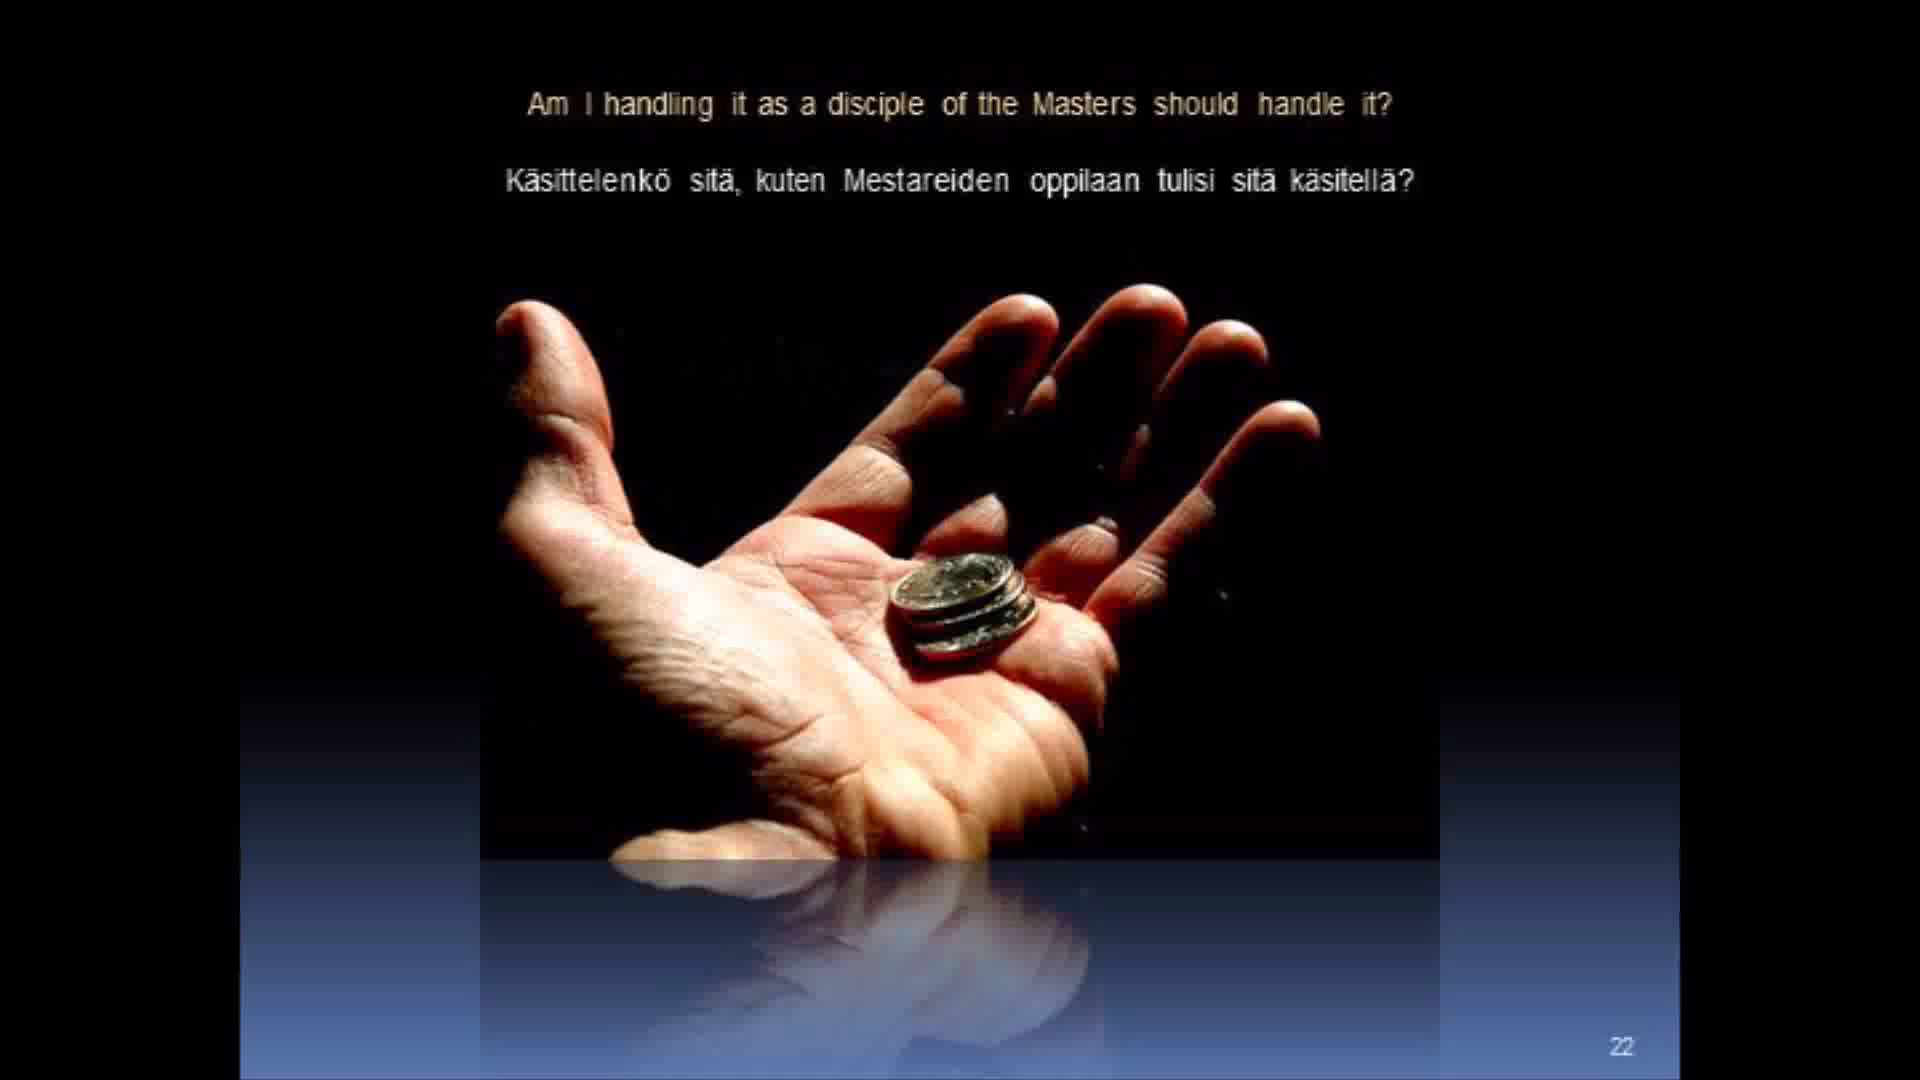 Am I handling it as a disciple of the Masters should handle it?
Käsittelenkö sitä, kuten Mestareiden oppilaan tulisi sitä käsitellä?
22